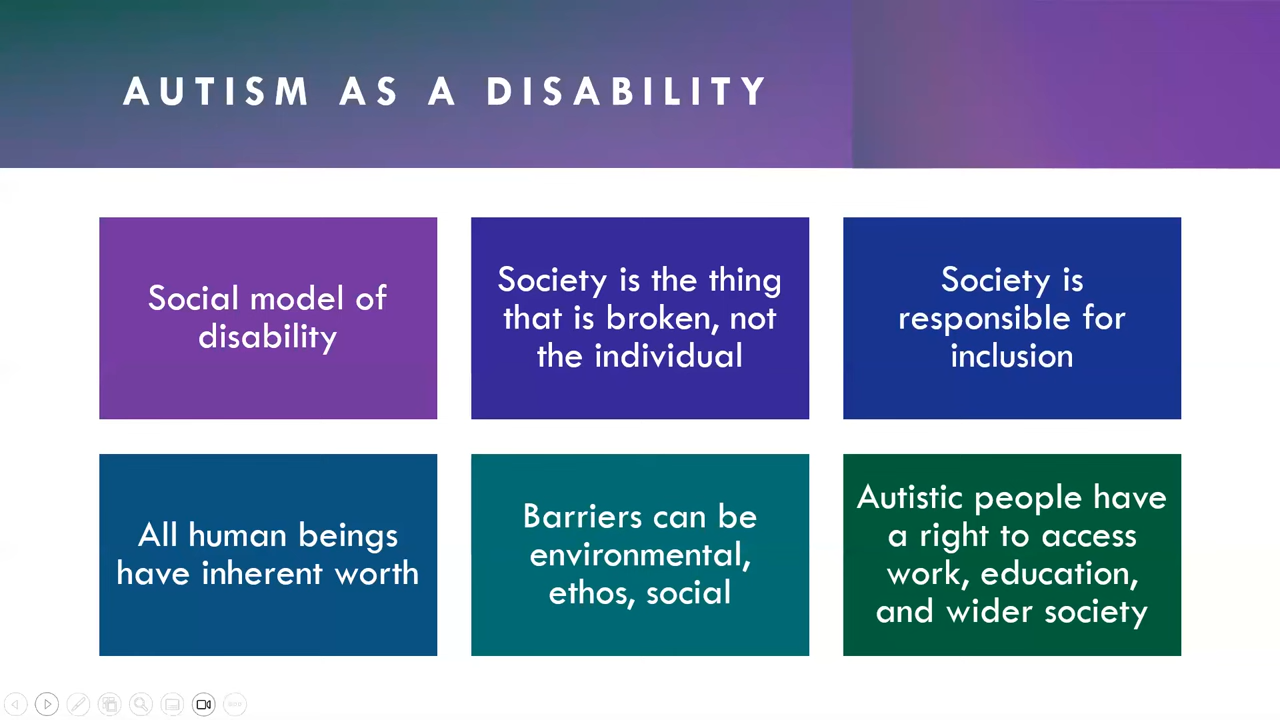 AUTISM AS A DISABILITY
Social model of
disability
Society is the thing
that is broken, not
the individual
Society is
responsible for
inclusion
All human beings
have inherent worth
Barriers can be
environmental,
ethos, social
Autistic people have
a right to access
work, education,
and wider society